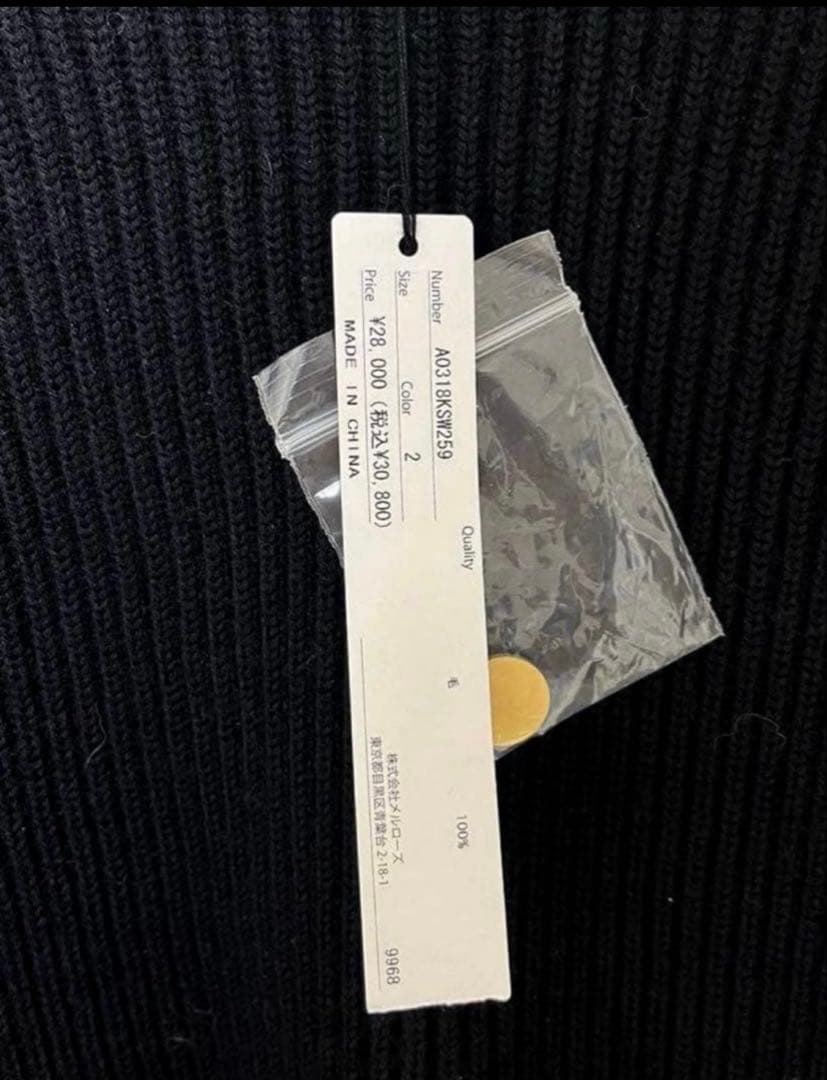 Number A0318KSW259
Size Color 2
Price ¥28,000 (税込¥30,800)
MADE IN CHINA
Quality
毛 100%
株式会社メルローズ
東京都目黒区青葉台2-18-1
9968